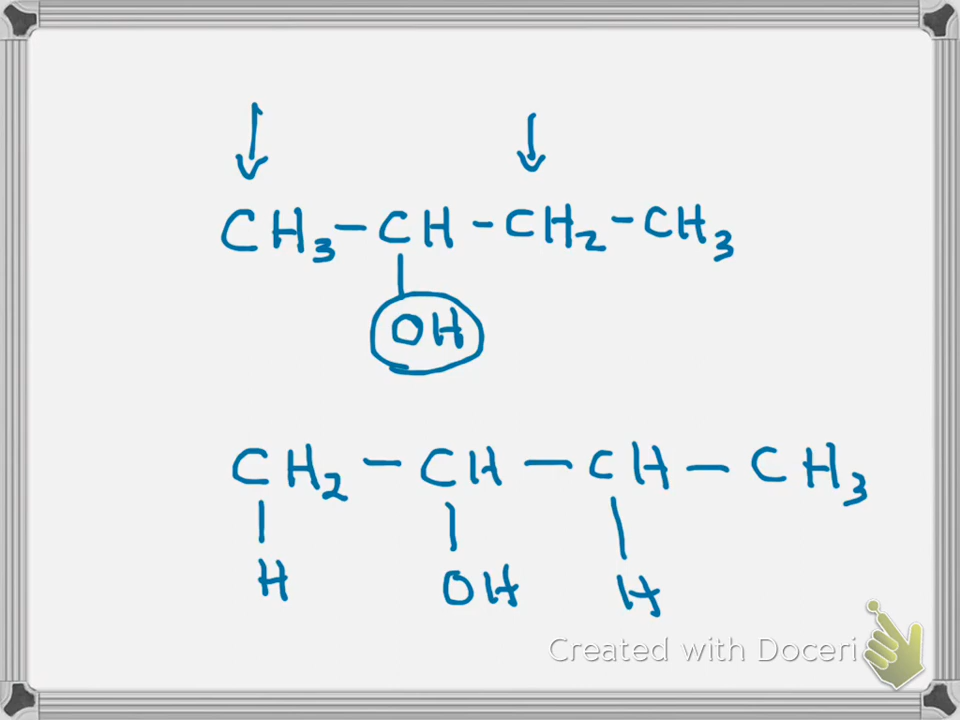 CH₃-CH-CH₂-CH₃
OH
CH₂-CH-CH-CH₃
H OH H
Created with Doceri